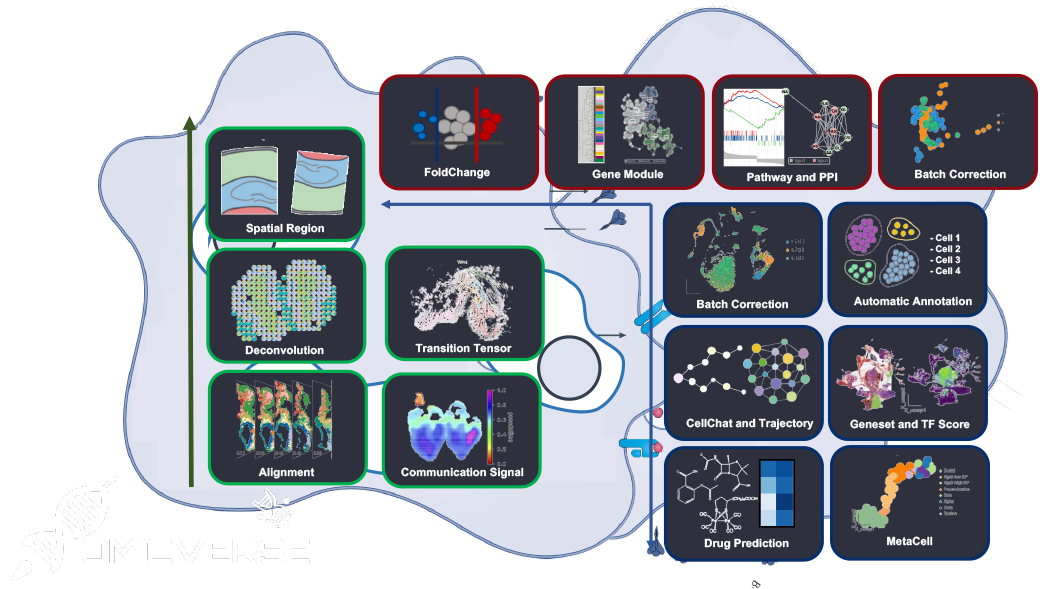 FoldChange
Gene Module
Pathway and PPI
Batch Correction
Spatial Region
Batch Correction
- Cell 1
- Cell 2
- Cell 3
- Cell 4
Automatic Annotation
Deconvolution
Transition Tensor
CellChat and Trajectory
Geneset and TF Score
Alignment
Communication Signal
Drug Prediction
MetaCell